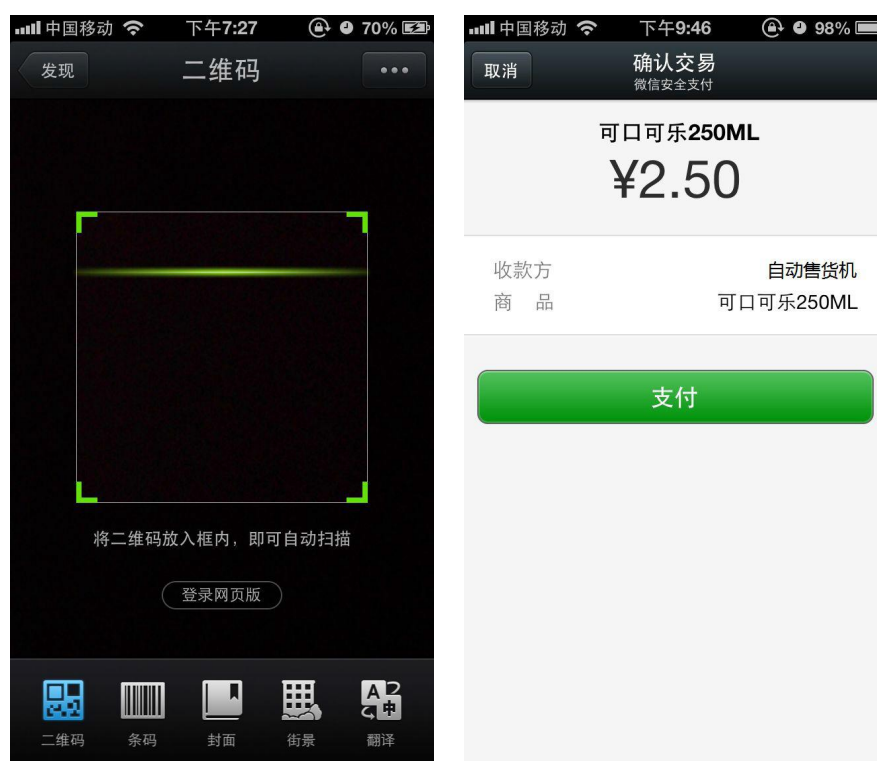 中国移动 下午7:27 70%
发现 二维码
将二维码放入框内，即可自动扫描
登录网页版
A 中
二维码 条码 封面 街景 翻译
中国移动 下午9:46 98%
取消 确认交易
微信安全支付
可口可乐250ML
¥2.50
收款方 自动售货机
商 品 可口可乐250ML
支付